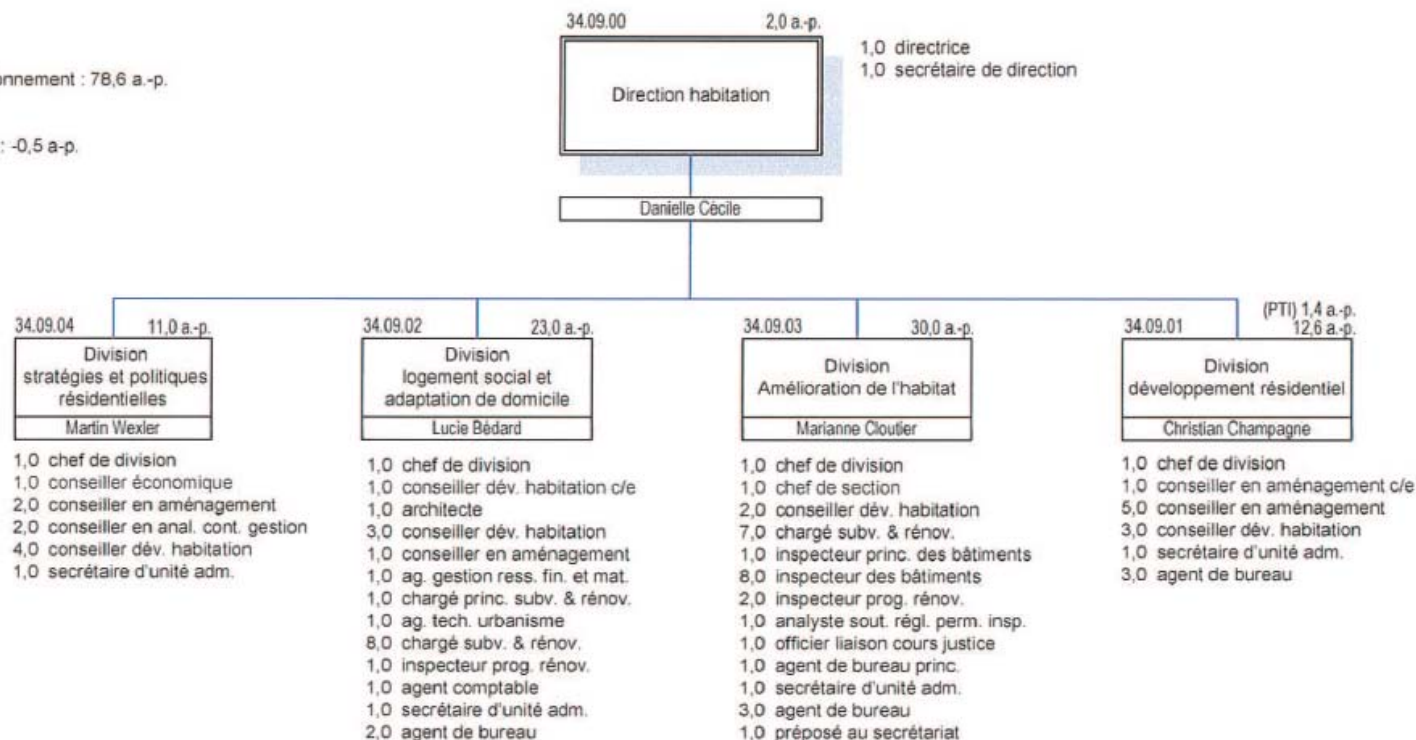 34.09.00 2,0 a.-p.
Direction habitation
Danielle Cécile
1,0 directrice
1,0 secrétaire de direction
onnement : 78,6 a.-p.
: -0,5 a-p.
34.09.04 11,0 a.-p.
Division
stratégies et politiques
résidentielles
Martin Wexler
1,0 chef de division
1,0 conseiller économique
2,0 conseiller en aménagement
2,0 conseiller en anal. cont. gestion
4,0 conseiller dév. habitation
1,0 secrétaire d'unité adm.
34.09.02 23,0 a.-p.
Division
logement social et
adaptation de domicile
Lucie Bédard
1,0 chef de division
1,0 conseiller dév. habitation c/e
1,0 architecte
3,0 conseiller dév. habitation
1,0 conseiller en aménagement
1,0 ag. gestion ress. fin. et mat.
1,0 chargé princ. subv. & rénov.
1,0 ag. tech. urbanisme
8,0 chargé subv. & rénov.
1,0 inspecteur prog. rénov.
1,0 agent comptable
1,0 secrétaire d'unité adm.
2,0 agent de bureau
34.09.03 30,0 a.-p.
Division
Amélioration de l'habitat
Marianne Cloutier
1,0 chef de division
1,0 chef de section
2,0 conseiller dév. habitation
7,0 chargé subv. & rénov.
1,0 inspecteur princ. des bâtiments
8,0 inspecteur des bâtiments
2,0 inspecteur prog. rénov.
1,0 analyste sout. régl. perm. insp.
1,0 officier liaison cours justice
1,0 agent de bureau princ.
1,0 secrétaire d'unité adm.
3,0 agent de bureau
1,0 préposé au secrétariat
(PTI) 1,4 a.-p.
34.09.01 12,6 a.-p.
Division
développement résidentiel
Christian Champagne
1,0 chef de division
1,0 conseiller en aménagement c/e
5,0 conseiller en aménagement
3,0 conseiller dév. habitation
1,0 secrétaire d'unité adm.
3,0 agent de bureau